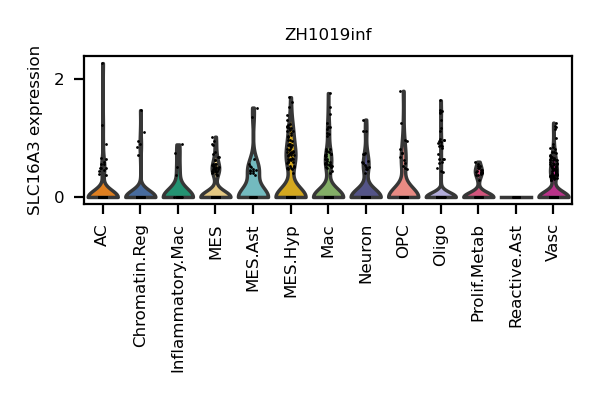 ZH1019inf
SLC16A3 expression
2
0
AC
Chromatin.Reg
Inflammatory.Mac
MES
MES.Ast
MES.Hyp
Mac
Neuron
OPC
Oligo
Prolif.Metab
Reactive.Ast
Vasc